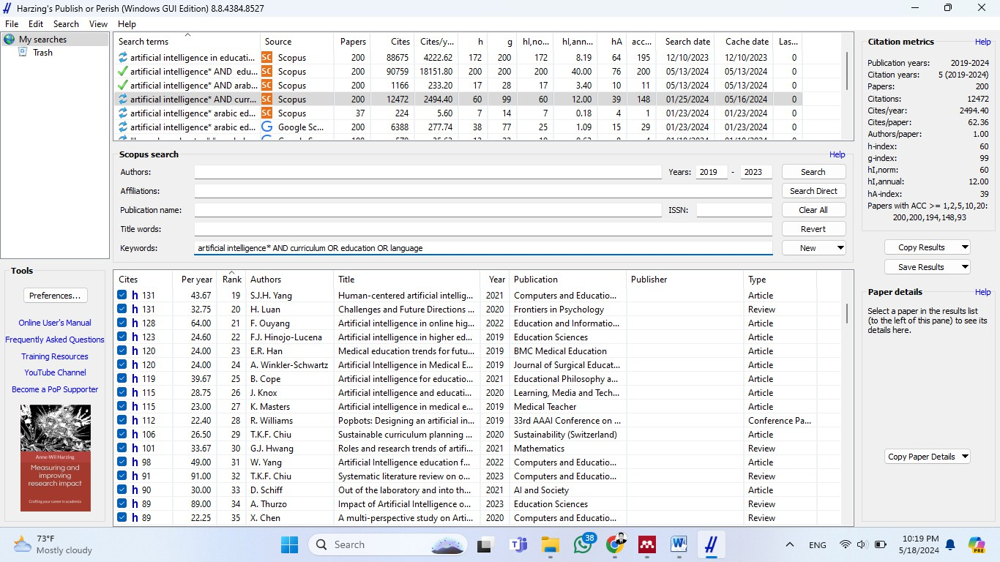 Harzing's Publish or Perish (Windows GUI Edition) 8.8.4384.8527
File Edit Search View Help
My searches
Trash
Search terms Source Papers Cites Cites/y... h g hI,no... hI,ann... hA acc... Search date Cache date Las...
artificial intelligence in educati... SC Scopus 200 88675 4222.62 172 200 172 8.19 64 195 12/10/2023 12/10/2023 0
artificial intelligence* AND edu... SC Scopus 200 90759 18151.80 200 200 200 40.00 76 200 05/13/2024 05/13/2024 0
artificial intelligence* AND arab... SC Scopus 200 1166 233.20 17 28 17 3.40 10 11 05/13/2024 05/13/2024 0
artificial intelligence* AND curr... SC Scopus 200 12472 2494.40 60 99 60 12.00 39 148 01/25/2024 05/16/2024 0
artificial intelligence* arabic ed... SC Scopus 37 224 5.60 7 14 7 0.18 4 1 01/23/2024 01/23/2024 0
artificial intelligence* arabic ed... G Google Sc... 200 6388 277.74 38 77 25 1.09 15 29 01/23/2024 01/23/2024 0
Scopus search Help
Authors: Years: 2019 - 2023 Search
Affiliations: Search Direct
Publication name: ISSN: Clear All
Title words: Revert
Keywords: artificial intelligence* AND curriculum OR education OR language New
Cites Per year Rank Authors Title Year Publication Publisher Type
h 131 43.67 19 S.J.H. Yang Human-centered artificial intellig... 2021 Computers and Educatio... Article
h 131 32.75 20 H. Luan Challenges and Future Directions ... 2020 Frontiers in Psychology Review
h 128 64.00 21 F. Ouyang Artificial intelligence in online hig... 2022 Education and Informatio... Article
h 123 24.60 22 F.J. Hinojo-Lucena Artificial intelligence in higher ed... 2019 Education Sciences Article
h 120 24.00 23 E.R. Han Medical education trends for futu... 2019 BMC Medical Education Article
h 120 24.00 24 A. Winkler-Schwartz Artificial Intelligence in Medical E... 2019 Journal of Surgical Educat... Article
h 119 39.67 25 B. Cope Artificial intelligence for educatio... 2021 Educational Philosophy a... Article
h 115 28.75 26 J. Knox Artificial intelligence and educati... 2020 Learning, Media and Tech... Article
h 115 23.00 27 K. Masters Artificial intelligence in medical e... 2019 Medical Teacher Article
h 112 22.40 28 R. Williams Popbots: Designing an artificial in... 2019 33rd AAAI Conference on ... Conference Pa...
h 106 26.50 29 T.K.F. Chiu Sustainable curriculum planning ... 2020 Sustainability (Switzerland) Article
h 101 33.67 30 G.J. Hwang Roles and research trends of artifi... 2021 Mathematics Review
h 98 49.00 31 W. Yang Artificial Intelligence education f... 2022 Computers and Educatio... Article
h 91 91.00 32 T.K.F. Chiu Systematic literature review on o... 2023 Computers and Educatio... Review
h 90 30.00 33 D. Schiff Out of the laboratory and into th... 2021 AI and Society Article
h 89 89.00 34 A. Thurzo Impact of Artificial Intelligence o... 2023 Education Sciences Review
h 89 22.25 35 X. Chen A multi-perspective study on Arti... 2020 Computers and Educatio... Review
Tools
Preferences...
Online User's Manual
Frequently Asked Questions
Training Resources
YouTube Channel
Become a PoP Supporter
Anne-Wil Harzing
Measuring and
improving
research impact
Crafting your career in academia
Citation metrics Help
Publication years: 2019-2024
Citation years: 5 (2019-2024)
Papers: 200
Citations: 12472
Cites/year: 2494.40
Cites/paper: 62.36
Authors/paper: 1.00
h-index: 60
g-index: 99
hI,norm: 60
hI,annual: 12.00
hA-index: 39
Papers with ACC >= 1,2,5,10,20:
200,200,194,148,93
Copy Results
Save Results
Paper details Help
Select a paper in the results list
(to the left of this pane) to see its
details here.
Copy Paper Details
73°F
Mostly cloudy
Search
38
W
ENG
10:19 PM
5/18/2024
PRE